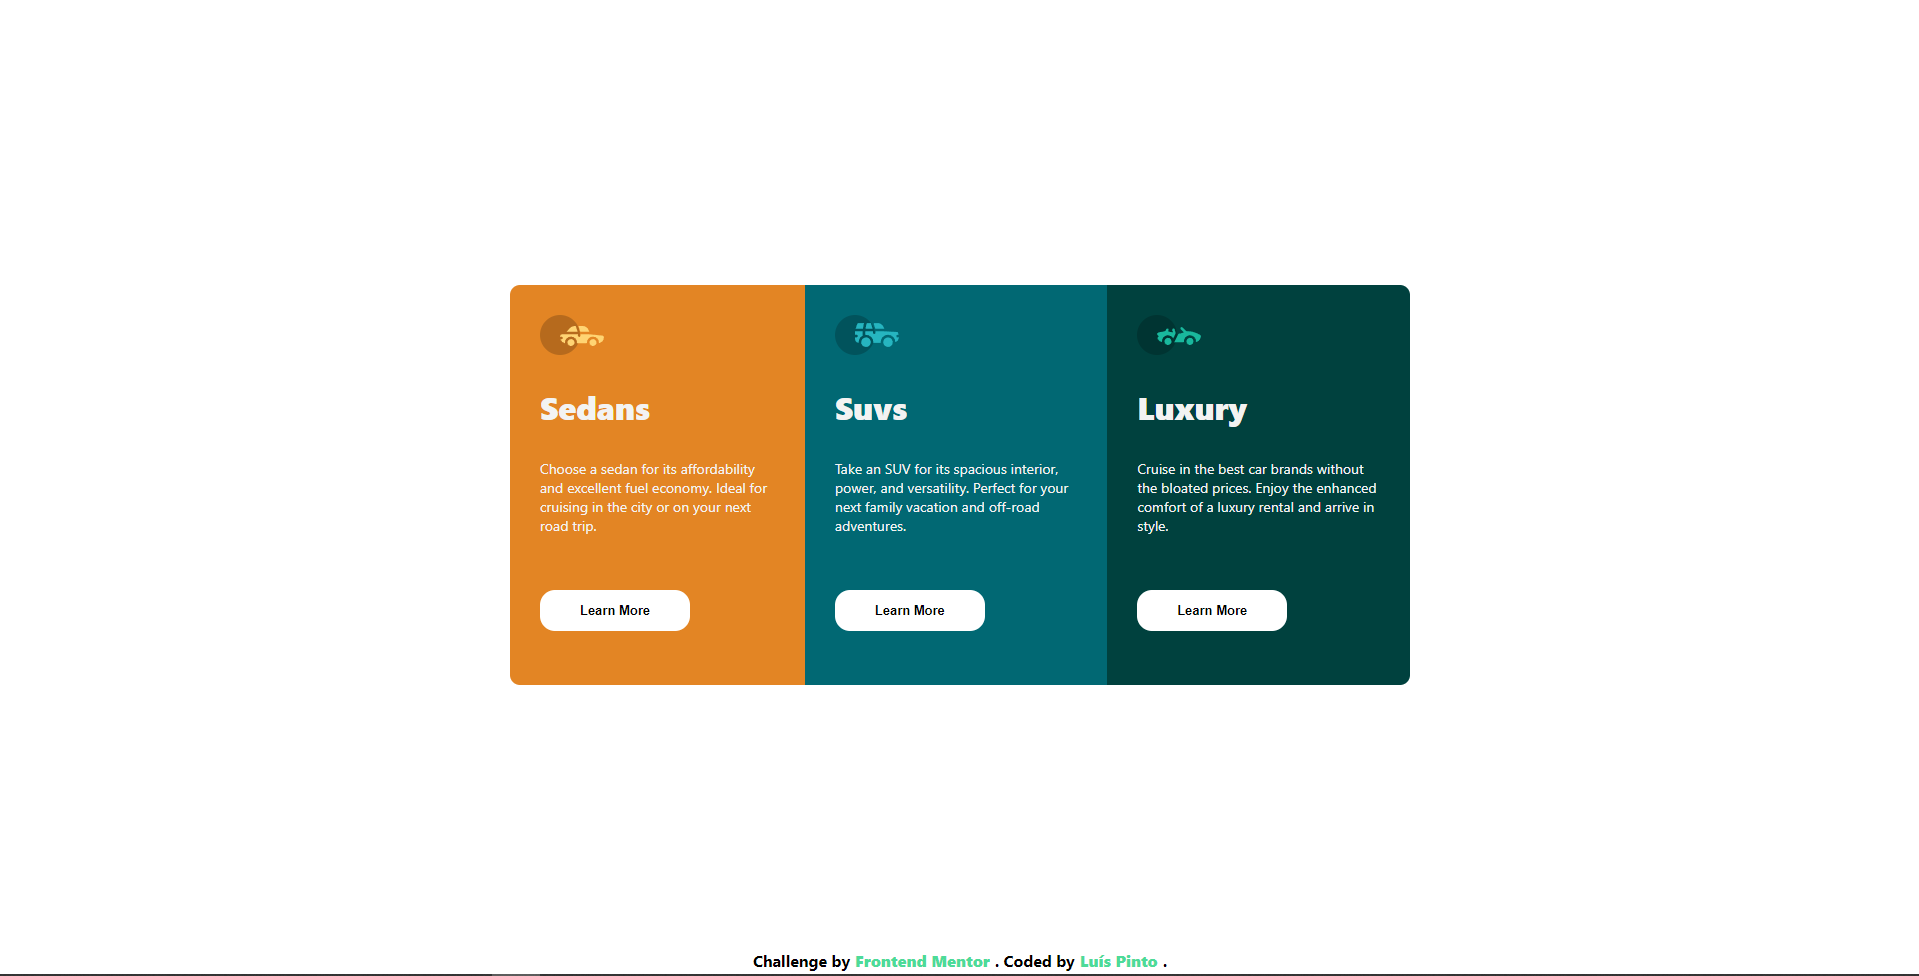 Sedans
Choose a sedan for its affordability
and excellent fuel economy. Ideal for
cruising in the city or on your next
road trip.
Learn More
Suvs
Take an SUV for its spacious interior,
power, and versatility. Perfect for your
next family vacation and off-road
adventures.
Learn More
Luxury
Cruise in the best car brands without
the bloated prices. Enjoy the enhanced
comfort of a luxury rental and arrive in
style.
Learn More
Challenge by Frontend Mentor . Coded by Luís Pinto .